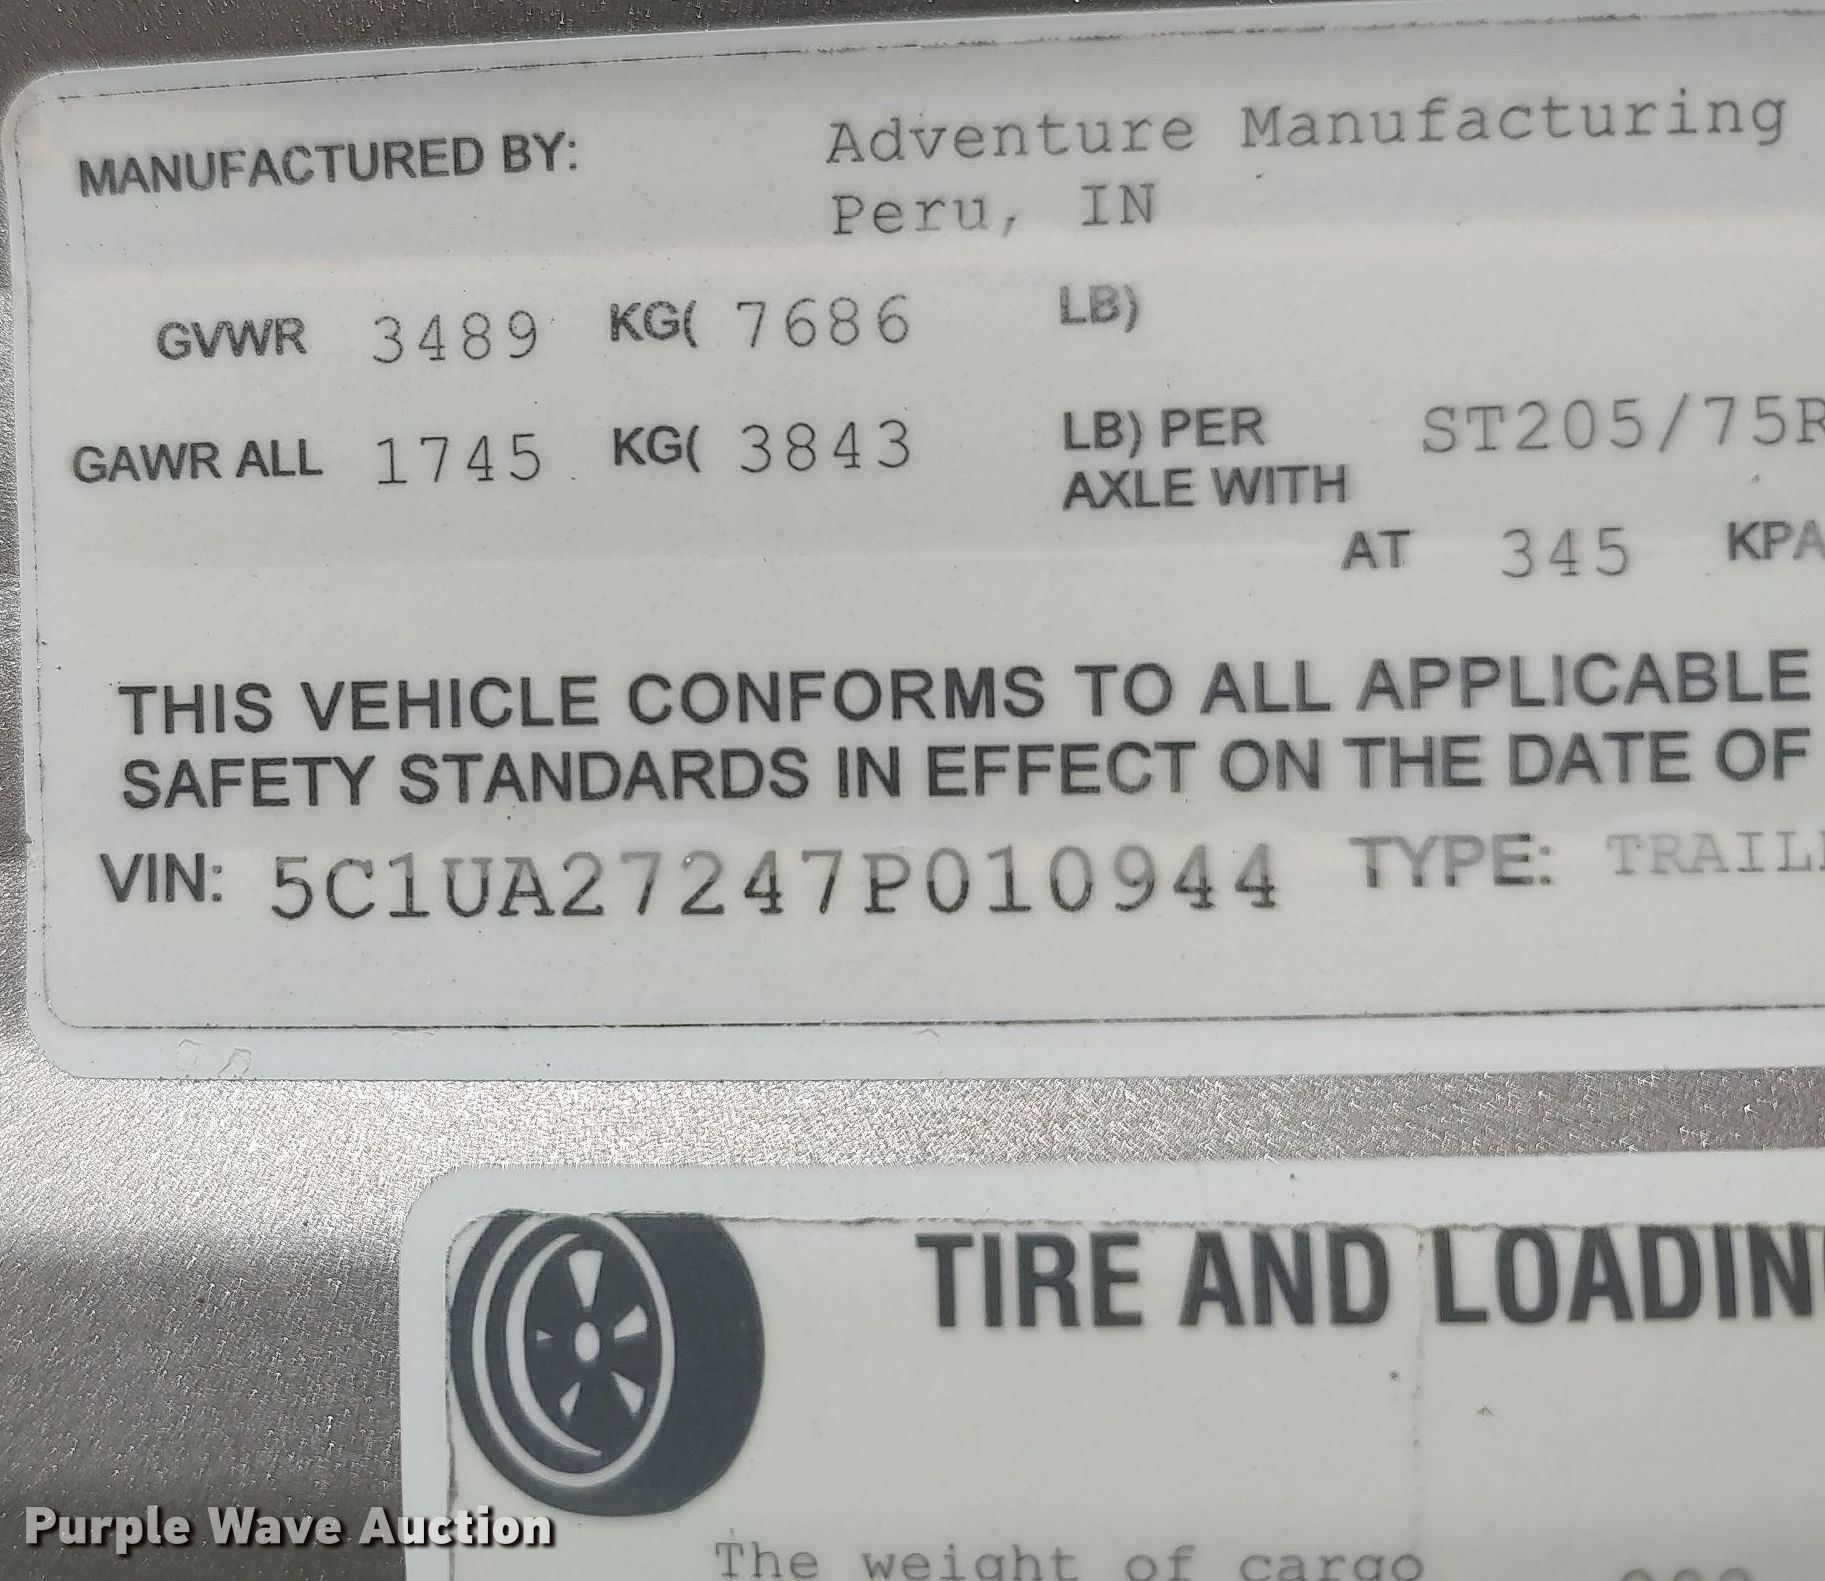 MANUFACTURED BY: Adventure Manufacturing
Peru, IN
GVWR 3489 KG( 7686 LB)
GAWR ALL 1745 KG( 3843 LB) PER ST205/75R
AXLE WITH
AT 345 KPA
THIS VEHICLE CONFORMS TO ALL APPLICABLE
SAFETY STANDARDS IN EFFECT ON THE DATE OF
VIN: 5C1UA27247P010944 TYPE: TRAIL
TIRE AND LOADIN
The weight of cargo
Purple Wave Auction